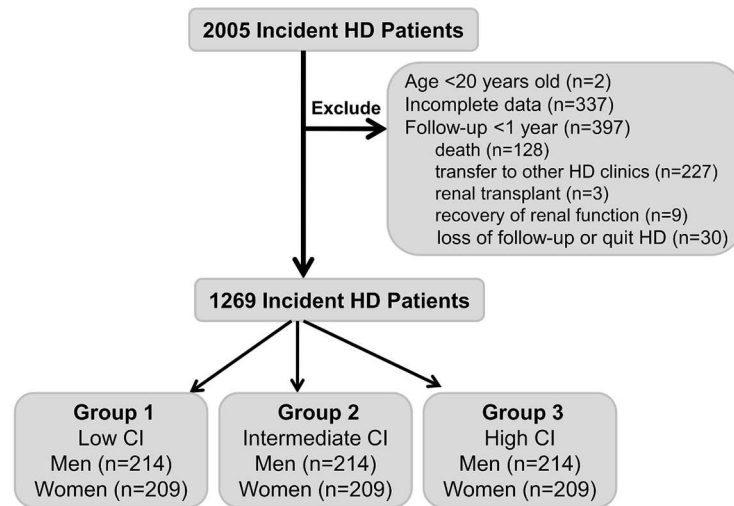 2005 Incident HD Patients
Exclude
Age <20 years old (n=2)
Incomplete data (n=337)
Follow-up <1 year (n=397)
death (n=128)
transfer to other HD clinics (n=227)
renal transplant (n=3)
recovery of renal function (n=9)
loss of follow-up or quit HD (n=30)
1269 Incident HD Patients
Group 1
Low CI
Men (n=214)
Women (n=209)
Group 2
Intermediate CI
Men (n=214)
Women (n=209)
Group 3
High CI
Men (n=214)
Women (n=209)